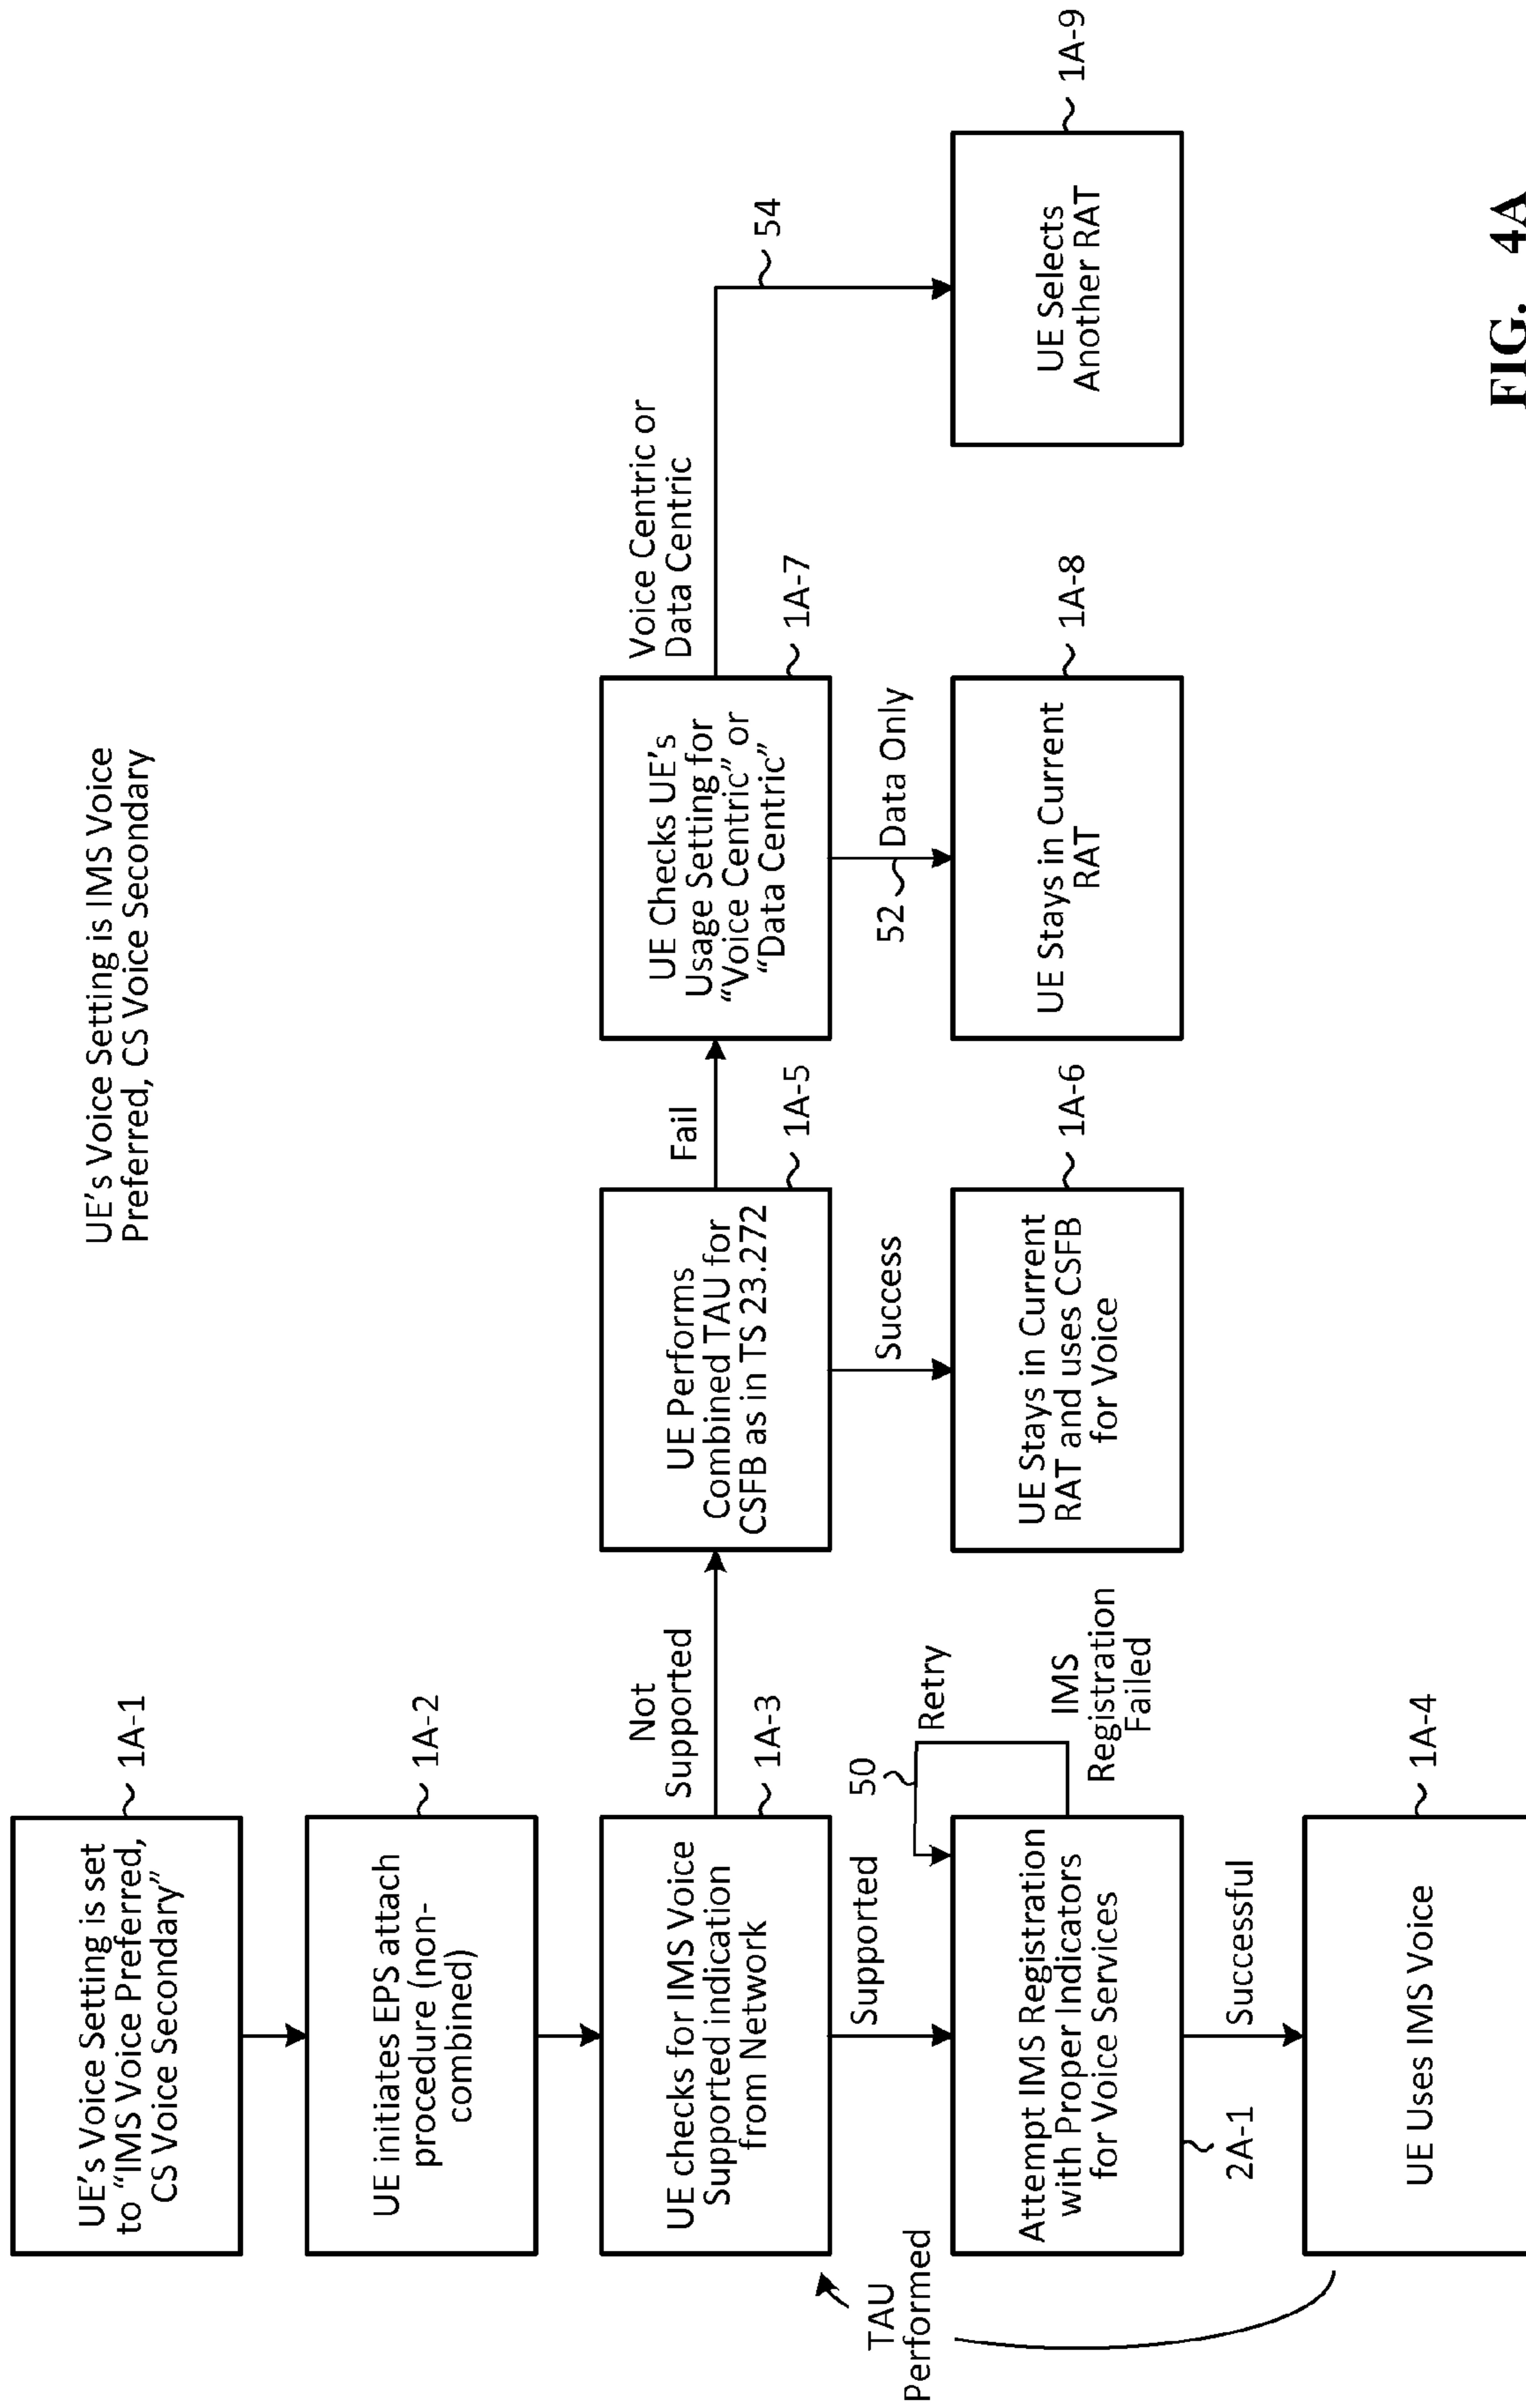 UE's Voice Setting is IMS Voice
Preferred, CS Voice Secondary
UE's Voice Setting is set
to “IMS Voice Preferred,
CS Voice Secondary”
1A-1
UE initiates EPS attach
procedure (non-
combined)
1A-2
UE checks for IMS Voice
Supported indication
from Network
1A-3
Not
Supported
UE Performs
Combined TAU for
CSFB as in TS 23.272
1A-5
Fail
UE Checks UE's
Usage Setting for
“Voice Centric” or
“Data Centric”
1A-7
Voice Centric or
Data Centric
54
TAU
Performed
Supported
Success
52
Data Only
50
Retry
Attempt IMS Registration
with Proper Indicators
for Voice Services
2A-1
IMS
Registration
Failed
UE Stays in Current
RAT and uses CSFB
for Voice
1A-6
UE Stays in Current
RAT
1A-8
UE Selects
Another RAT
1A-9
Successful
UE Uses IMS Voice
1A-4
FIG. 4A